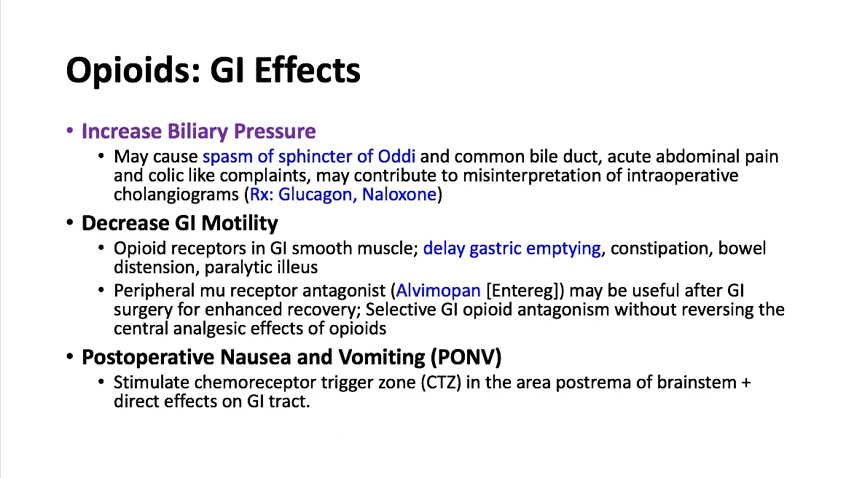 Opioids: GI Effects
• Increase Biliary Pressure
• May cause spasm of sphincter of Oddi and common bile duct, acute abdominal pain
and colic like complaints, may contribute to misinterpretation of intraoperative
cholangiograms (Rx: Glucagon, Naloxone)
• Decrease GI Motility
• Opioid receptors in GI smooth muscle; delay gastric emptying, constipation, bowel
distension, paralytic illeus
• Peripheral mu receptor antagonist (Alvimopan [Entereg]) may be useful after GI
surgery for enhanced recovery; Selective GI opioid antagonism without reversing the
central analgesic effects of opioids
• Postoperative Nausea and Vomiting (PONV)
• Stimulate chemoreceptor trigger zone (CTZ) in the area postrema of brainstem +
direct effects on GI tract.